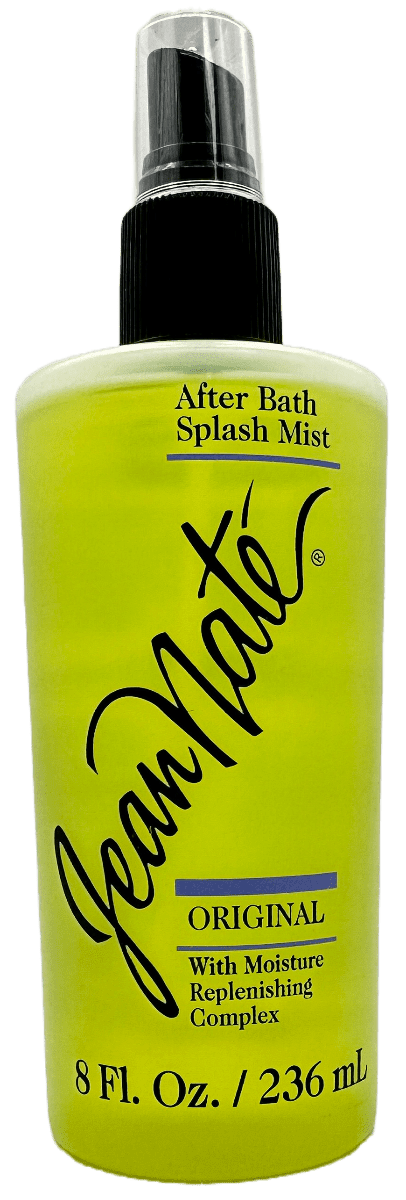 After Bath
Splash Mist
Jean Naté®
ORIGINAL
With Moisture
Replenishing
Complex
8 Fl. Oz. / 236 mL